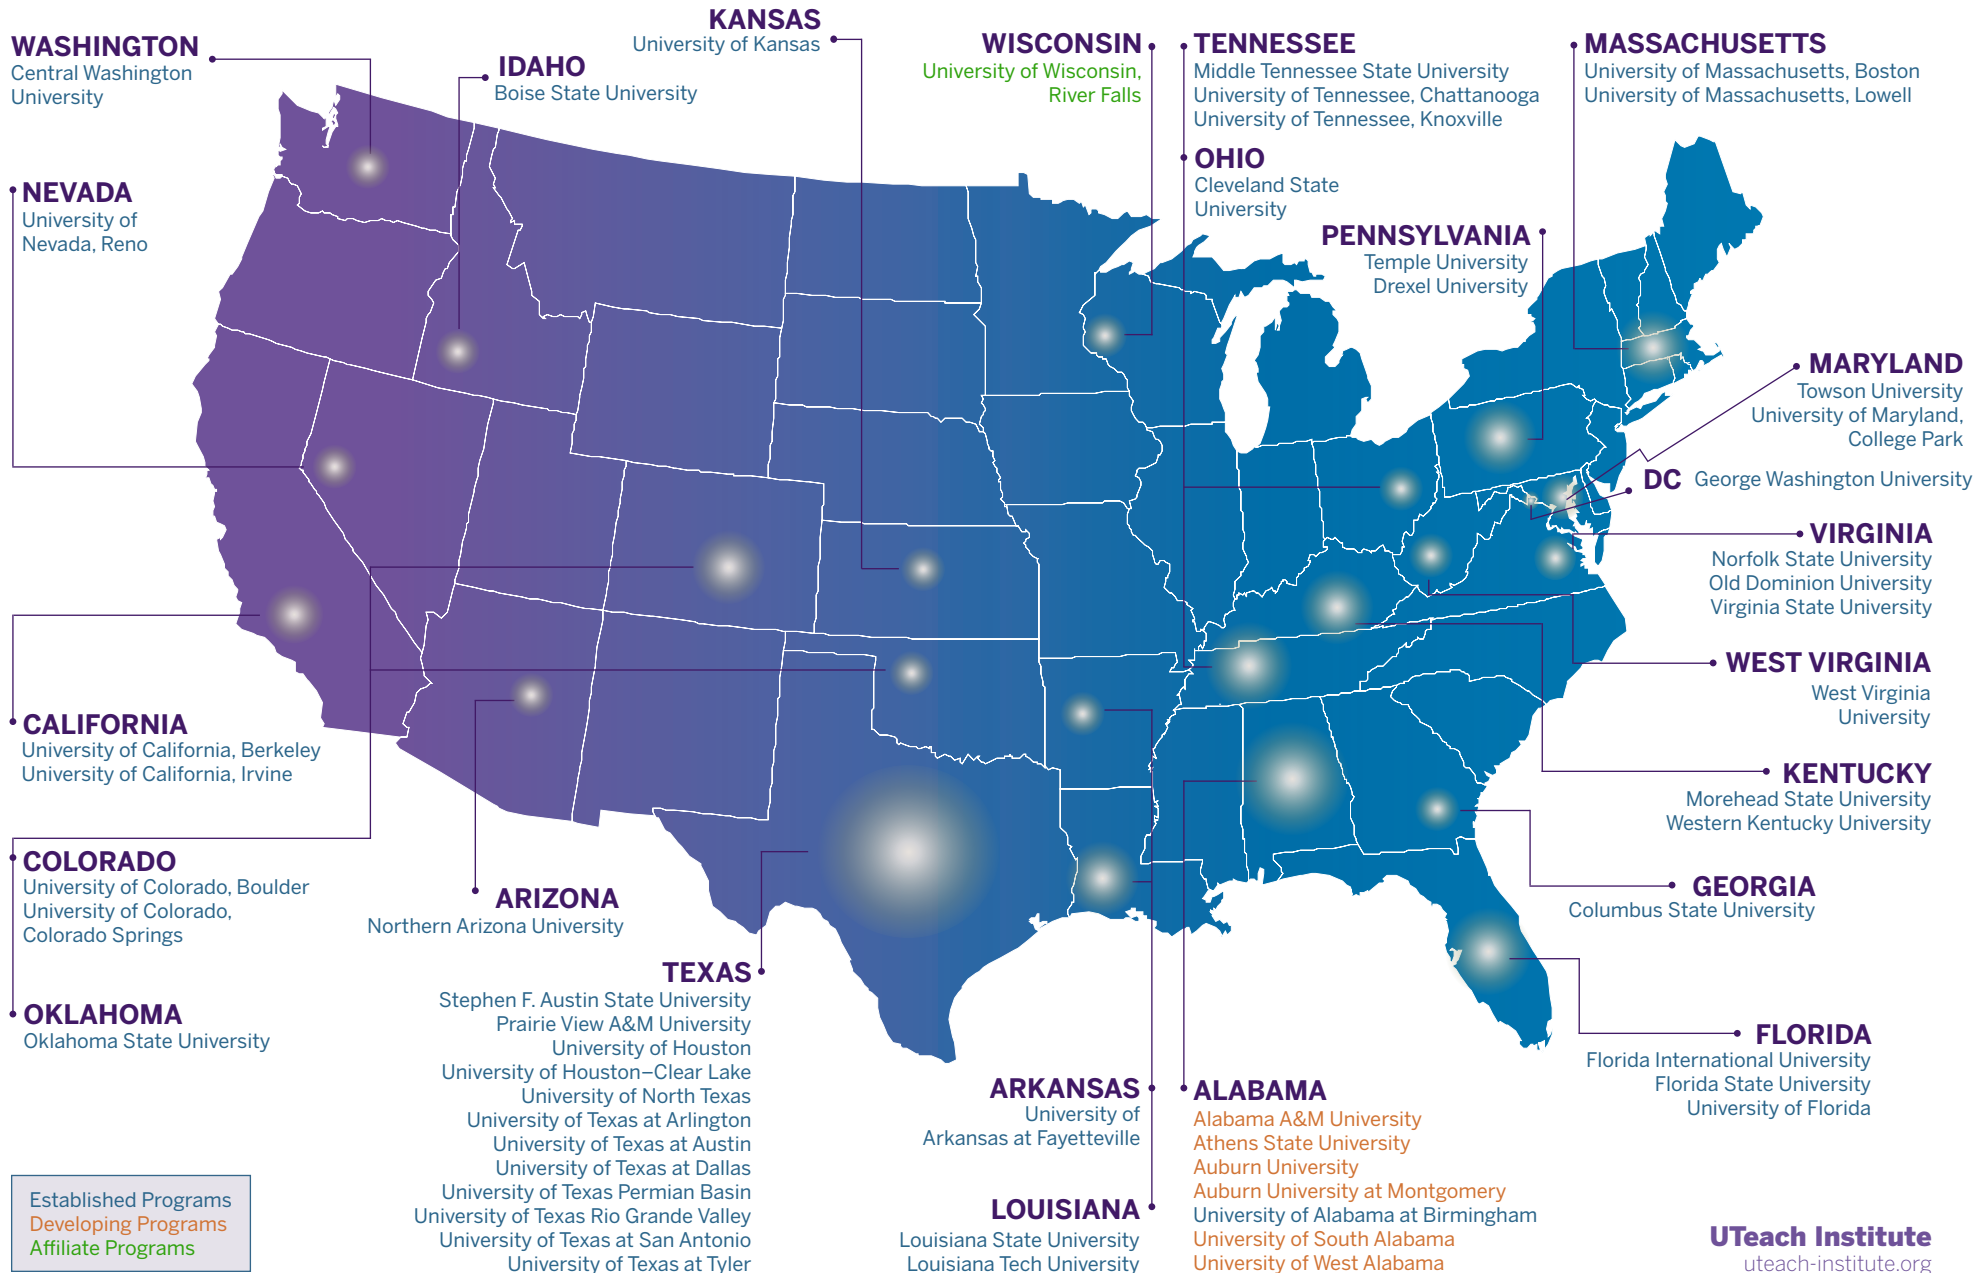 WASHINGTON
Central Washington
University
IDAHO
Boise State University
KANSAS
University of Kansas
WISCONSIN
University of Wisconsin,
River Falls
TENNESSEE
Middle Tennessee State University
University of Tennessee, Chattanooga
University of Tennessee, Knoxville
MASSACHUSETTS
University of Massachusetts, Boston
University of Massachusetts, Lowell
NEVADA
University of
Nevada, Reno
OHIO
Cleveland State
University
PENNSYLVANIA
Temple University
Drexel University
MARYLAND
Towson University
University of Maryland,
College Park
DC George Washington University
VIRGINIA
Norfolk State University
Old Dominion University
Virginia State University
WEST VIRGINIA
West Virginia
University
CALIFORNIA
University of California, Berkeley
University of California, Irvine
KENTUCKY
Morehead State University
Western Kentucky University
COLORADO
University of Colorado, Boulder
University of Colorado,
Colorado Springs
ARIZONA
Northern Arizona University
GEORGIA
Columbus State University
OKLAHOMA
Oklahoma State University
TEXAS
Stephen F. Austin State University
Prairie View A&M University
University of Houston
University of Houston–Clear Lake
University of North Texas
University of Texas at Arlington
University of Texas at Austin
University of Texas at Dallas
University of Texas Permian Basin
University of Texas Rio Grande Valley
University of Texas at San Antonio
University of Texas at Tyler
ARKANSAS
University of
Arkansas at Fayetteville
LOUISIANA
Louisiana State University
Louisiana Tech University
ALABAMA
Alabama A&M University
Athens State University
Auburn University
Auburn University at Montgomery
University of Alabama at Birmingham
University of South Alabama
University of West Alabama
FLORIDA
Florida International University
Florida State University
University of Florida
Established Programs
Developing Programs
Affiliate Programs
UTeach Institute
uteach-institute.org